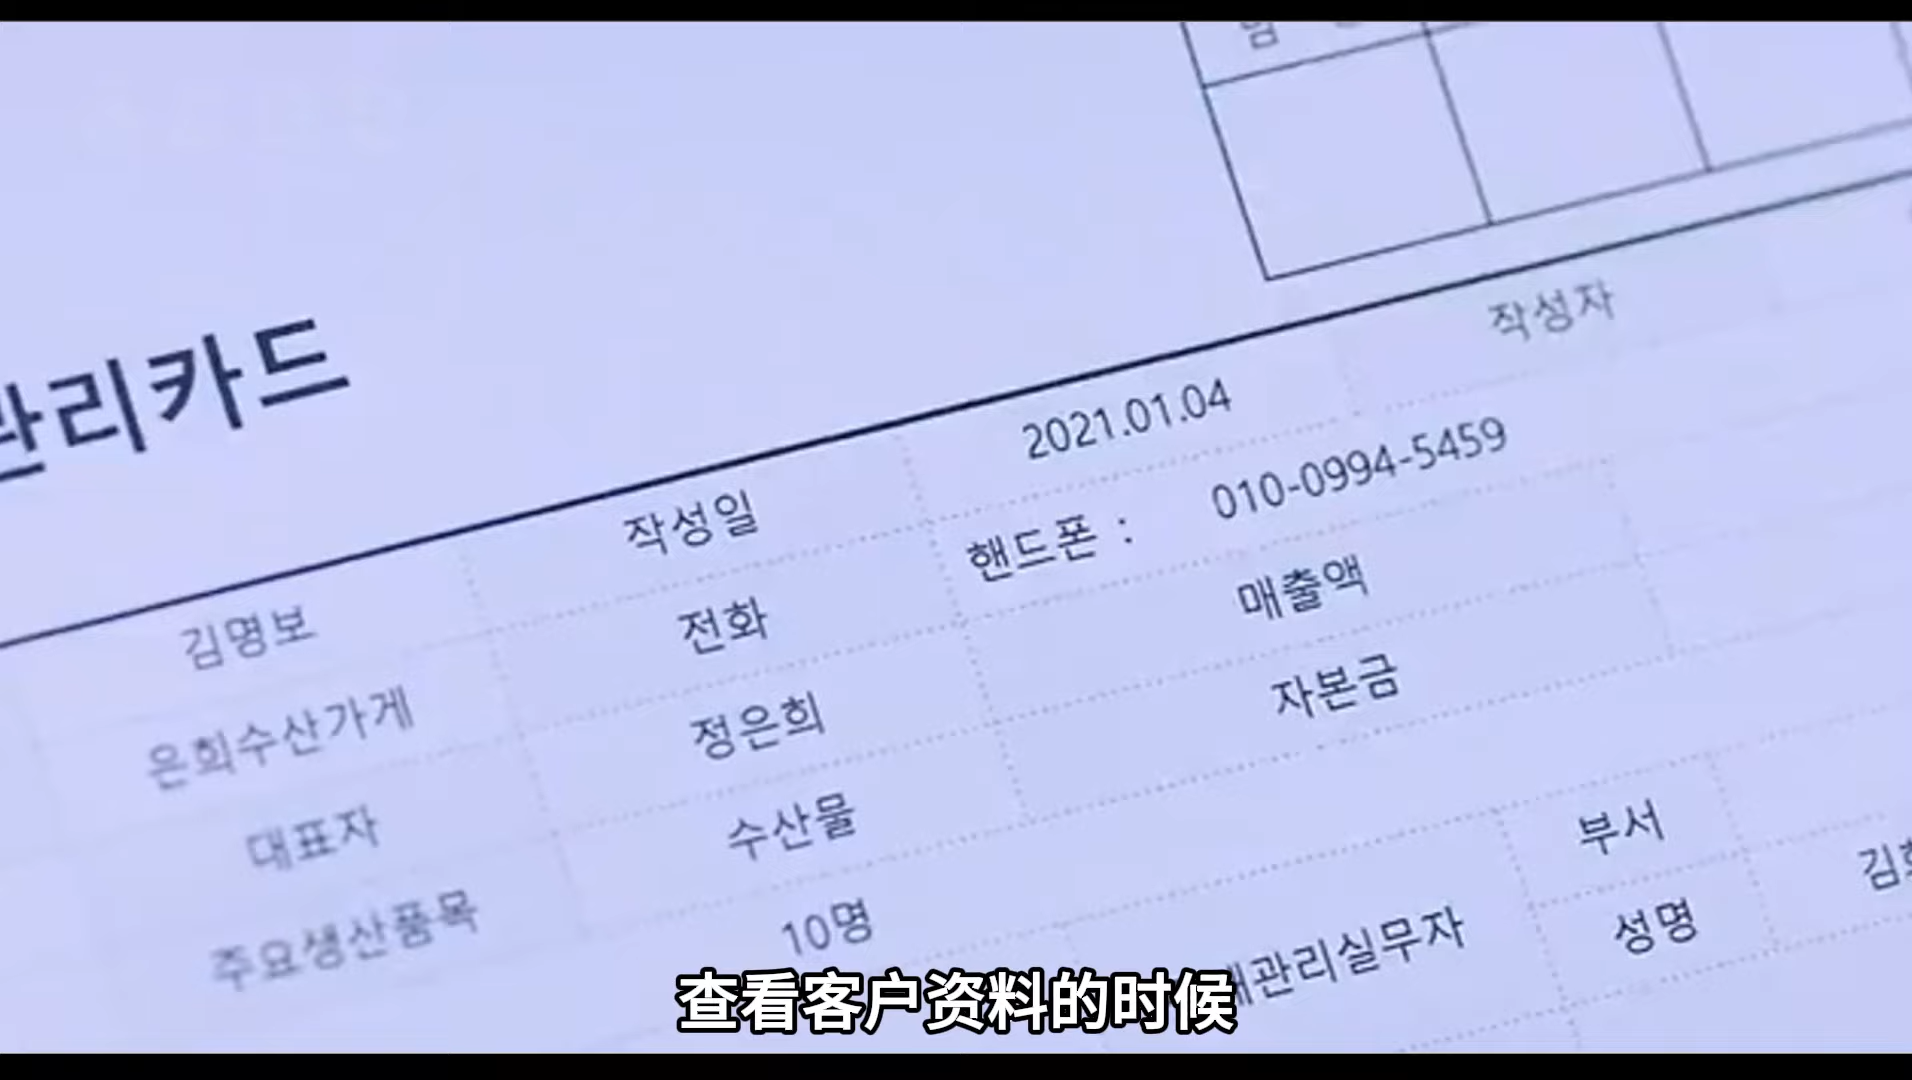 관리카드
작성자
작성일 2021.01.04
김명보 전화 핸드폰 : 010-0994-5459
은희수산가게 정은희 매출액
대표자 수산물 자본금
주요생산품목 10명
관리실무자 부서
성명
查看客户资料的时候